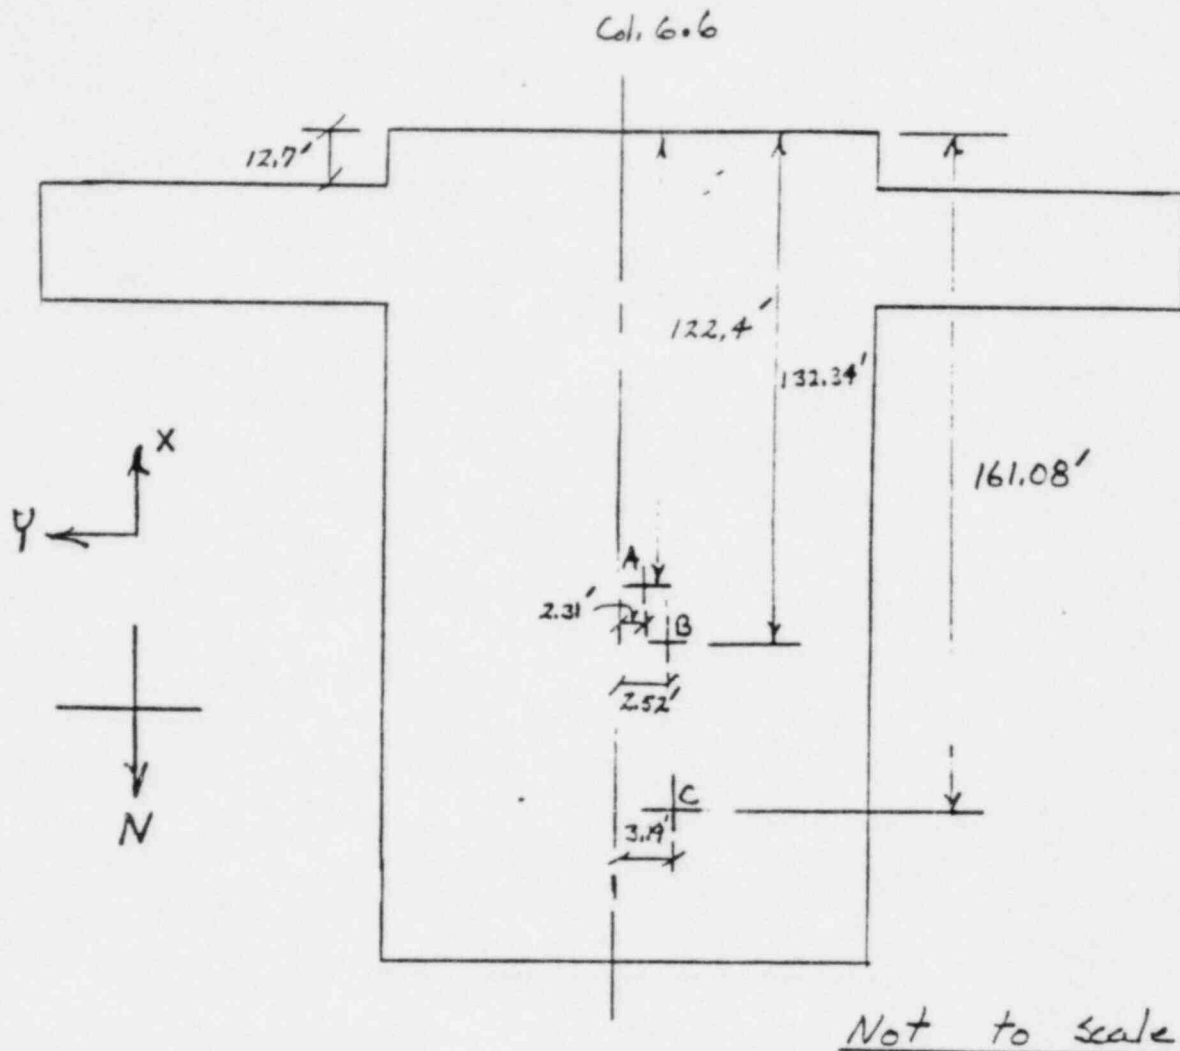 Col. 6.6
12.7'
122.4'
132.34'
161.08'
X
Y
A
2.31'
B
2.52'
N
C
3.19'
Not to scale